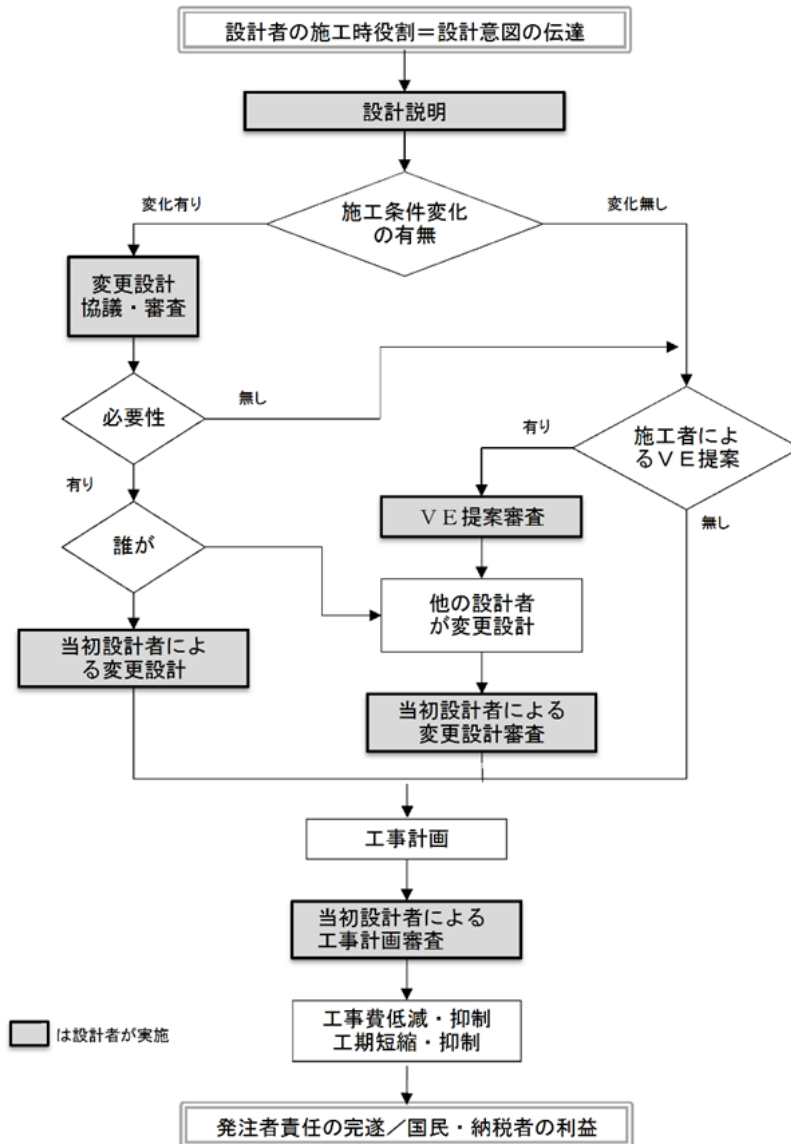 設計者の施工時役割＝設計意図の伝達
設計説明
変化有り
施工条件変化
の有無
変化無し
変更設計
協議・審査
必要性
無し
有り
施工者によ
るＶＥ提案
有り
ＶＥ提案審査
無し
誰が
他の設計者
が変更設計
当初設計者によ
る変更設計
当初設計者による
変更設計審査
工事計画
当初設計者による
工事計画審査
工事費低減・抑制
工期短縮・抑制
は設計者が実施
発注者責任の完遂／国民・納税者の利益